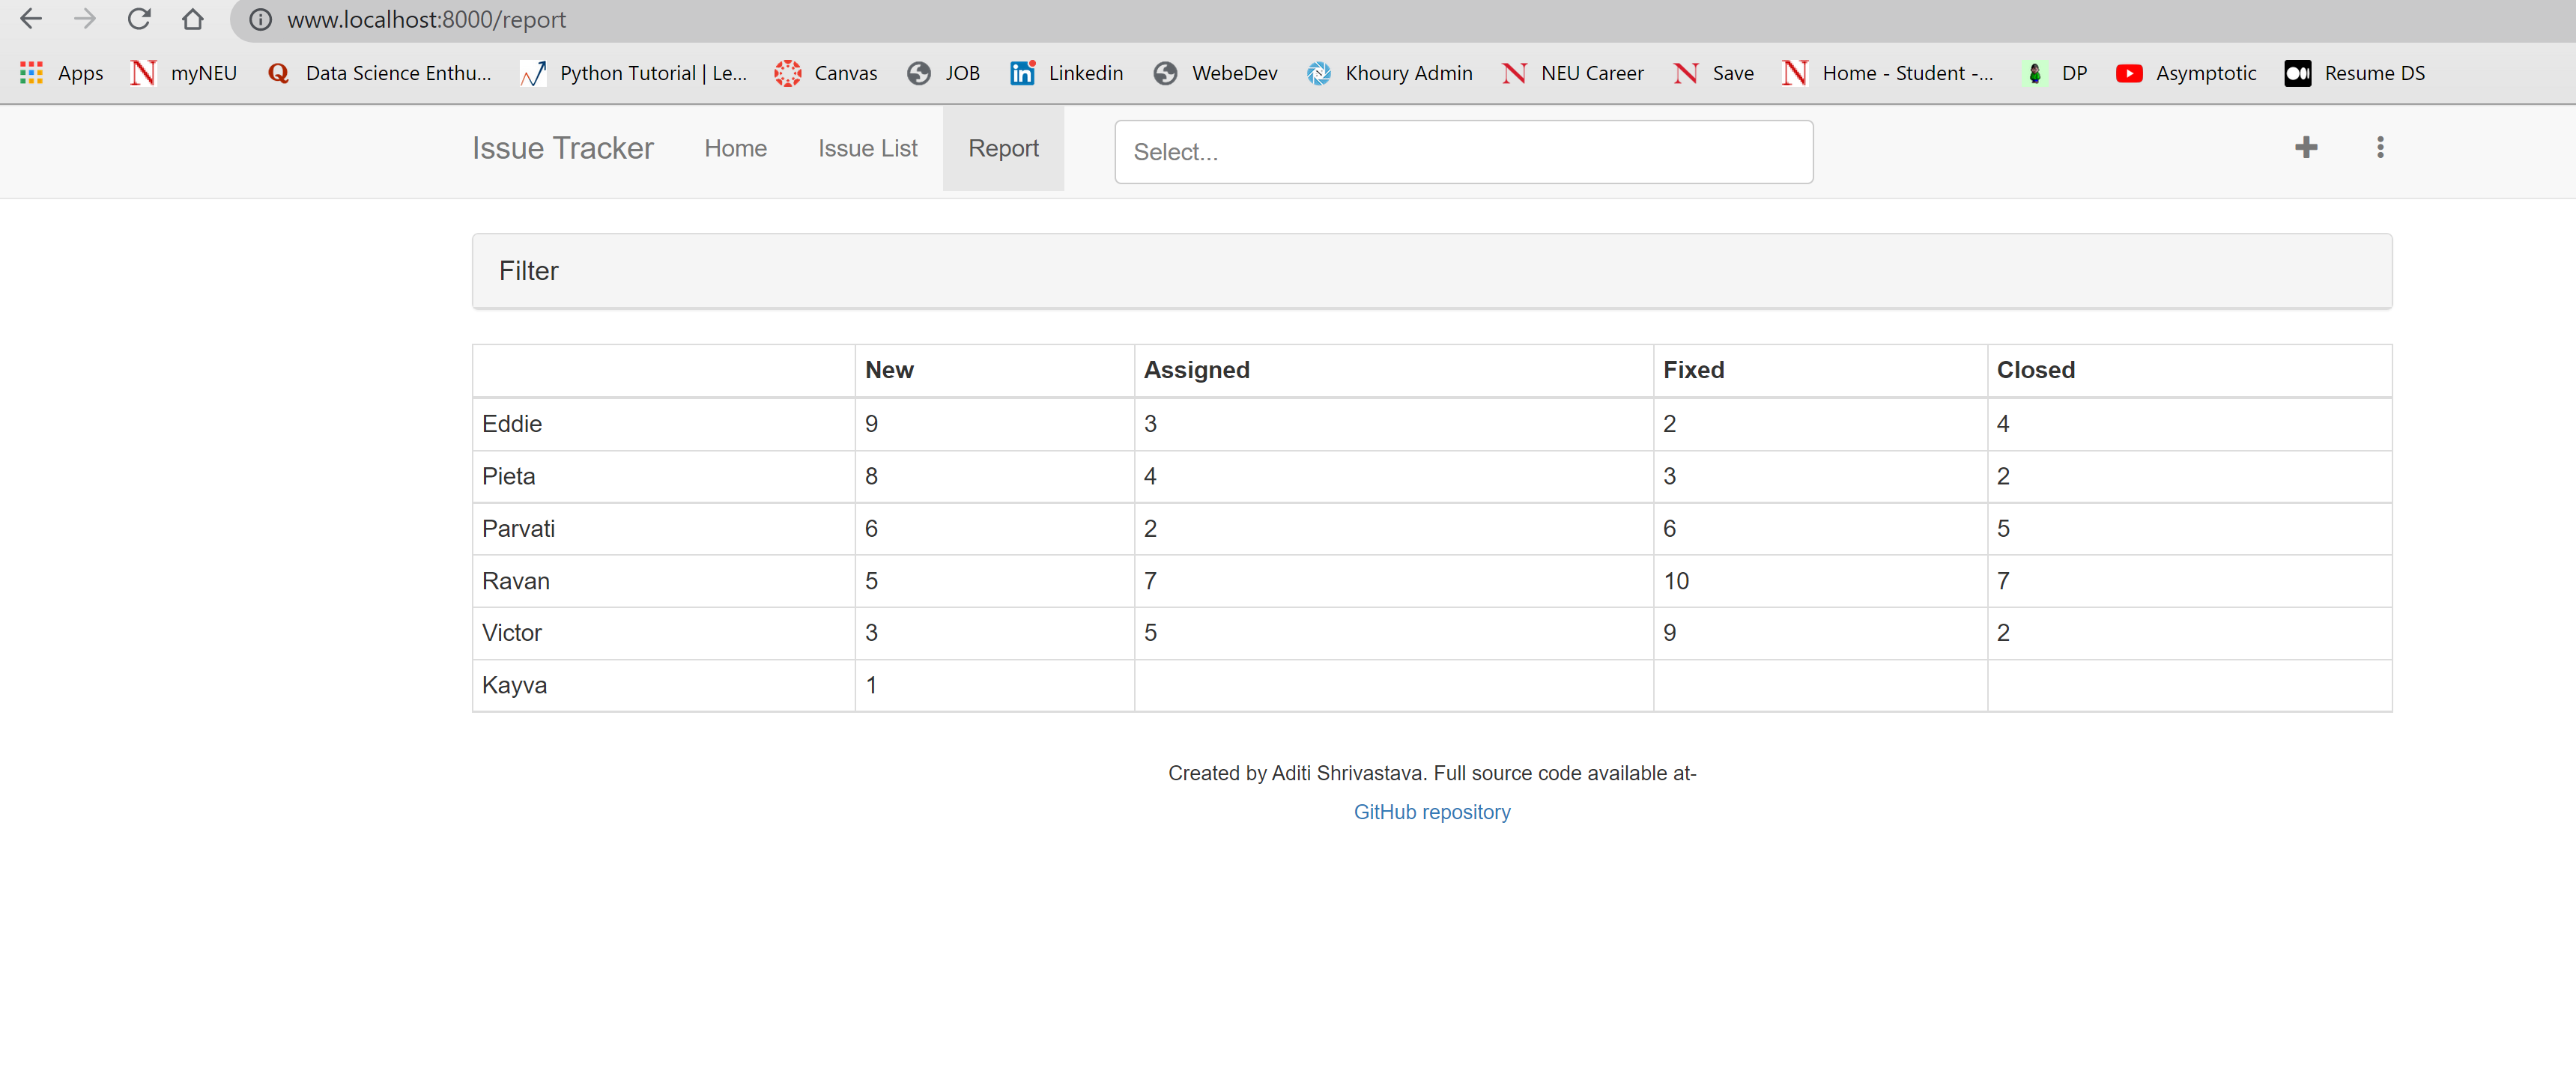 www.localhost:8000/report
Apps myNEU Data Science Enthu... Python Tutorial | Le... Canvas JOB Linkedin WebeDev Khoury Admin NEU Career Save Home - Student -... DP Asymptotic Resume DS
Issue Tracker Home Issue List Report Select...
Filter
New Assigned Fixed Closed
Eddie 9 3 2 4
Pieta 8 4 3 2
Parvati 6 2 6 5
Ravan 5 7 10 7
Victor 3 5 9 2
Kayva 1
Created by Aditi Shrivastava. Full source code available at-
GitHub repository